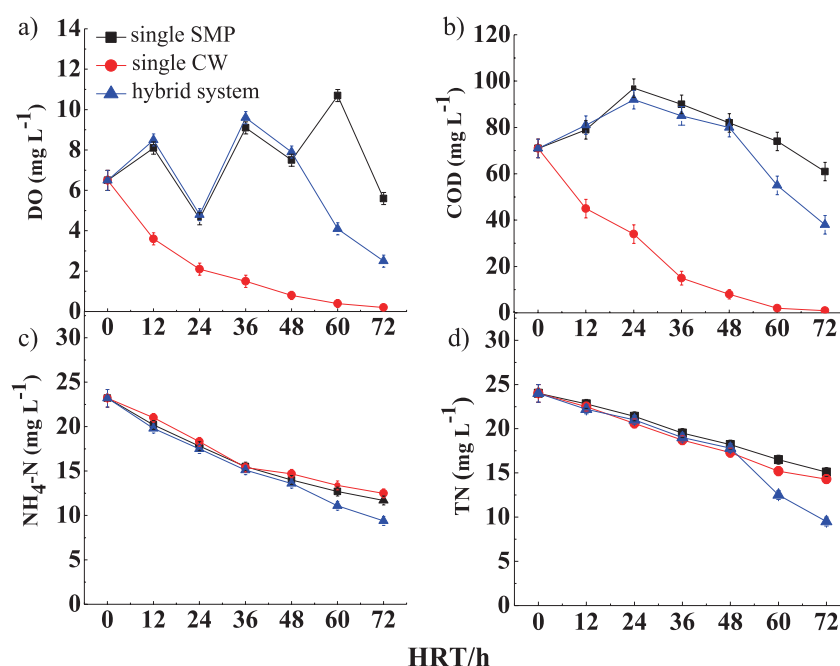 a)
single SMP
single CW
hybrid system
DO (mg L⁻¹)
14
12
10
8
6
4
2
0
0 12 24 36 48 60 72
b)
COD (mg L⁻¹)
120
100
80
60
40
20
0
0 12 24 36 48 60 72
c)
NH₄-N (mg L⁻¹)
30
25
20
15
10
5
0
0 12 24 36 48 60 72
d)
TN (mg L⁻¹)
30
25
20
15
10
5
0
0 12 24 36 48 60 72
HRT/h